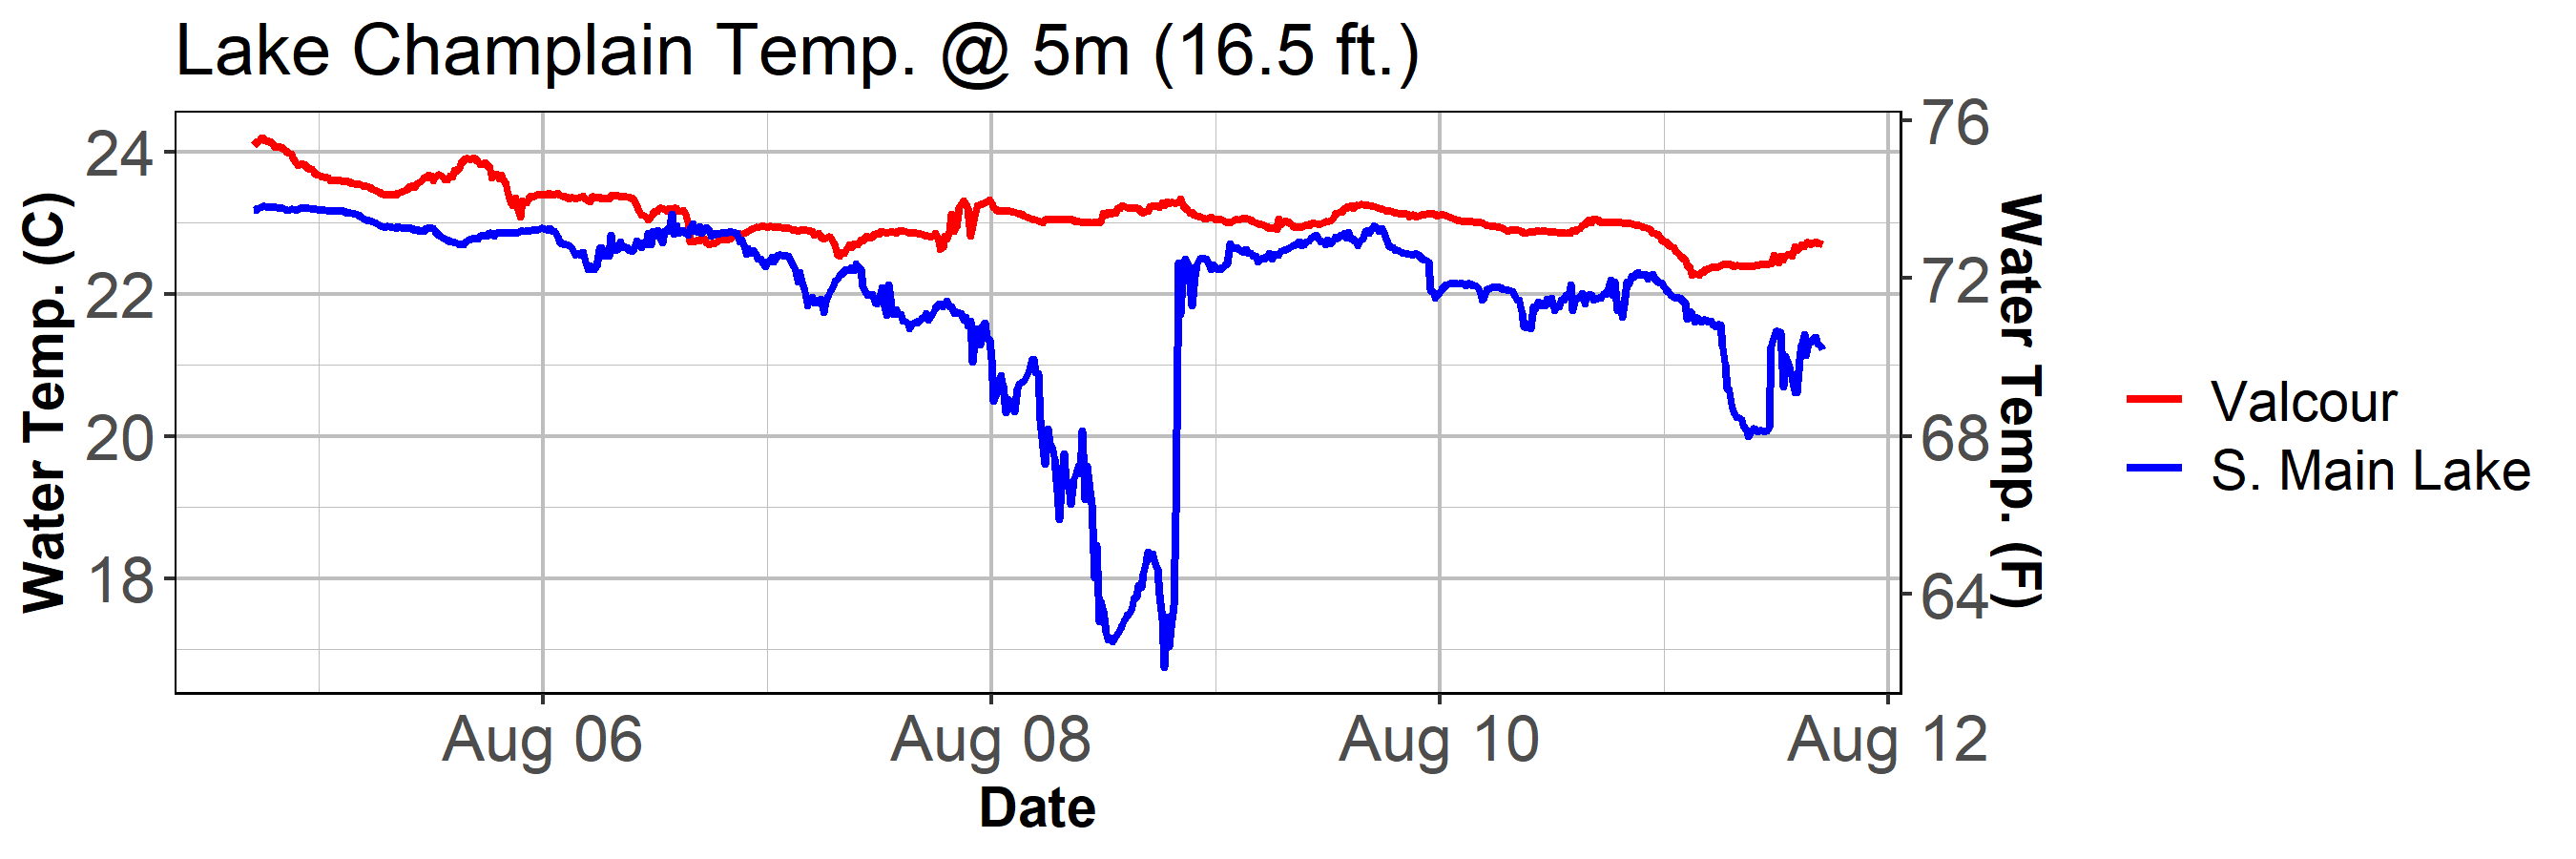 Lake Champlain Temp. @ 5m (16.5 ft.)
Water Temp. (C)
24
22
20
18
76
72
68
64
Water Temp. (F)
Aug 06
Aug 08
Aug 10
Aug 12
Date
Valcour
S. Main Lake